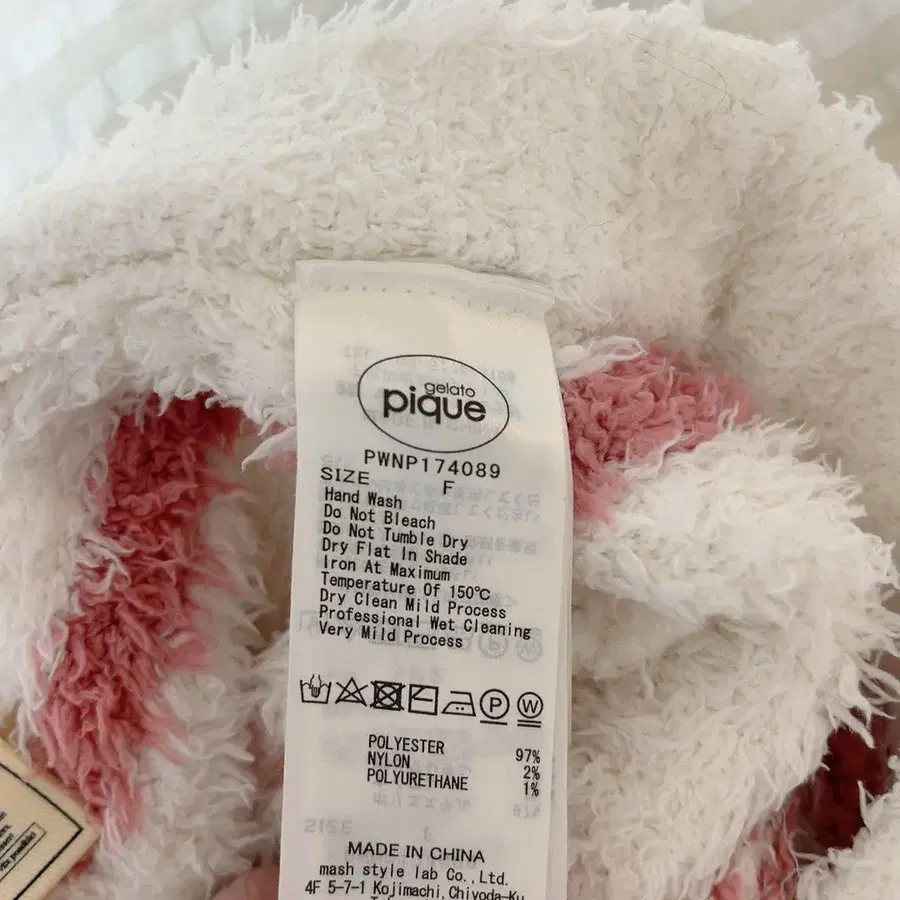 gelato
pique
PWNP174089
SIZE F
Hand Wash
Do Not Bleach
Do Not Tumble Dry
Dry Flat In Shade
Iron At Maximum
Temperature Of 150℃
Dry Clean Mild Process
Professional Wet Cleaning
Very Mild Process
P W
POLYESTER 97%
NYLON 2%
POLYURETHANE 1%
MADE IN CHINA
mash style lab Co.,Ltd.
4F 5-7-1 Kojimachi,Chiyoda-Ku